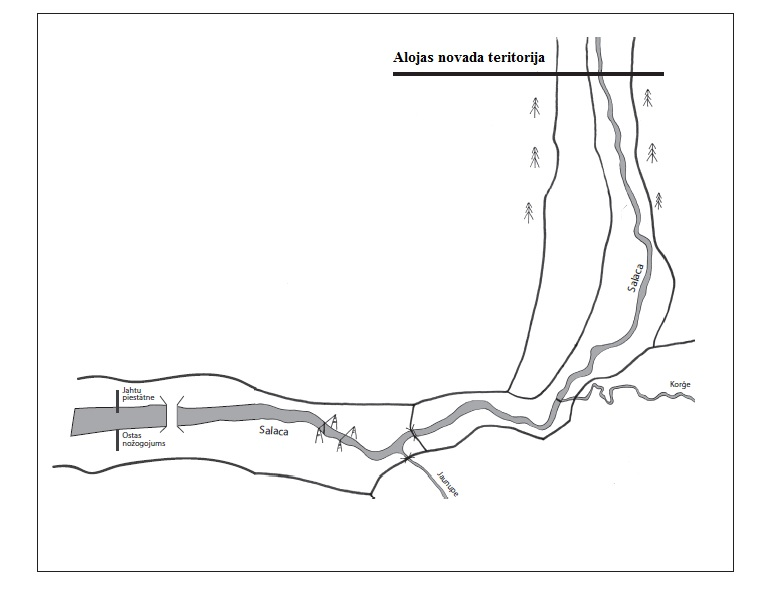 Alojas novada teritorija
Salaca
Korģe
Jahtu
piestātne
Ostas
nožogojums
Salaca
Jaunupe